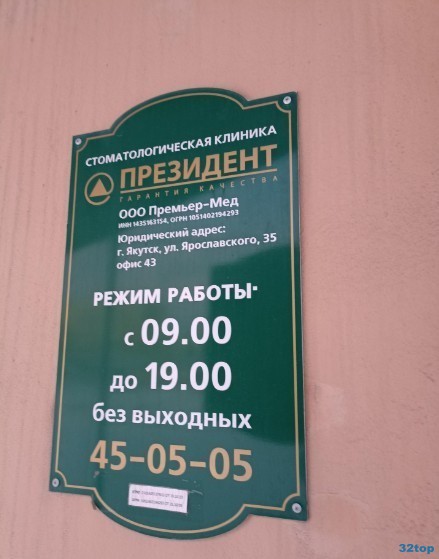 СТОМАТОЛОГИЧЕСКАЯ КЛИНИКА
ПРЕЗИДЕНТ
ГАРАНТИЯ КАЧЕСТВА
ООО Премьер-Мед
ИНН 1435163154, ОГРН 1051402194293
Юридический адрес:
г. Якутск, ул. Ярославского, 35
офис 43
РЕЖИМ РАБОТЫ·
с 09.00
до 19.00
без выходных
45-05-05
32top